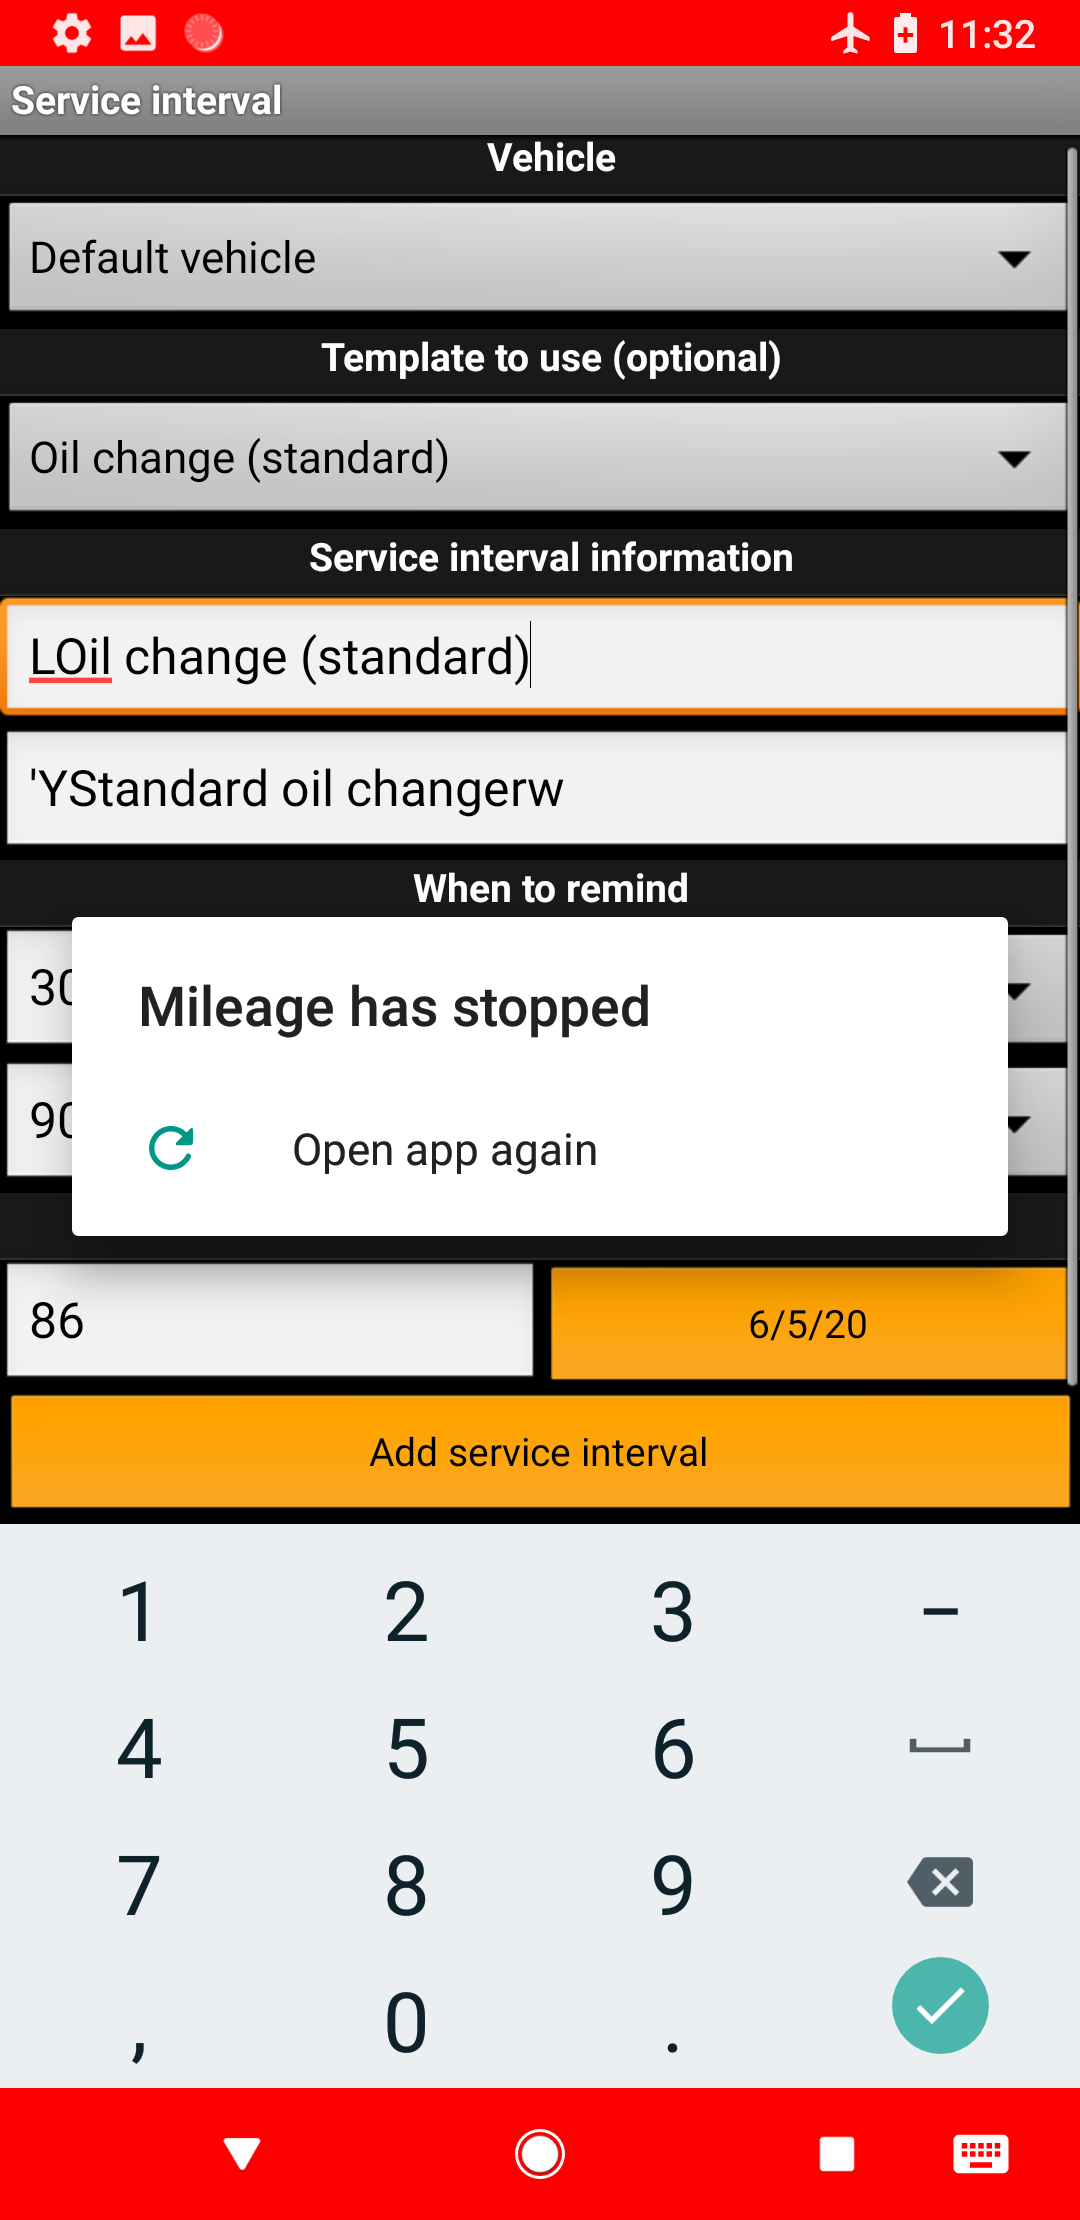 11:32
Service interval
Vehicle
Default vehicle
Template to use (optional)
Oil change (standard)
Service interval information
LOil change (standard)
'YStandard oil changerw
When to remind
30
90
Mileage has stopped
Open app again
86
6/5/20
Add service interval
1 2 3 –
4 5 6
7 8 9
, 0 .